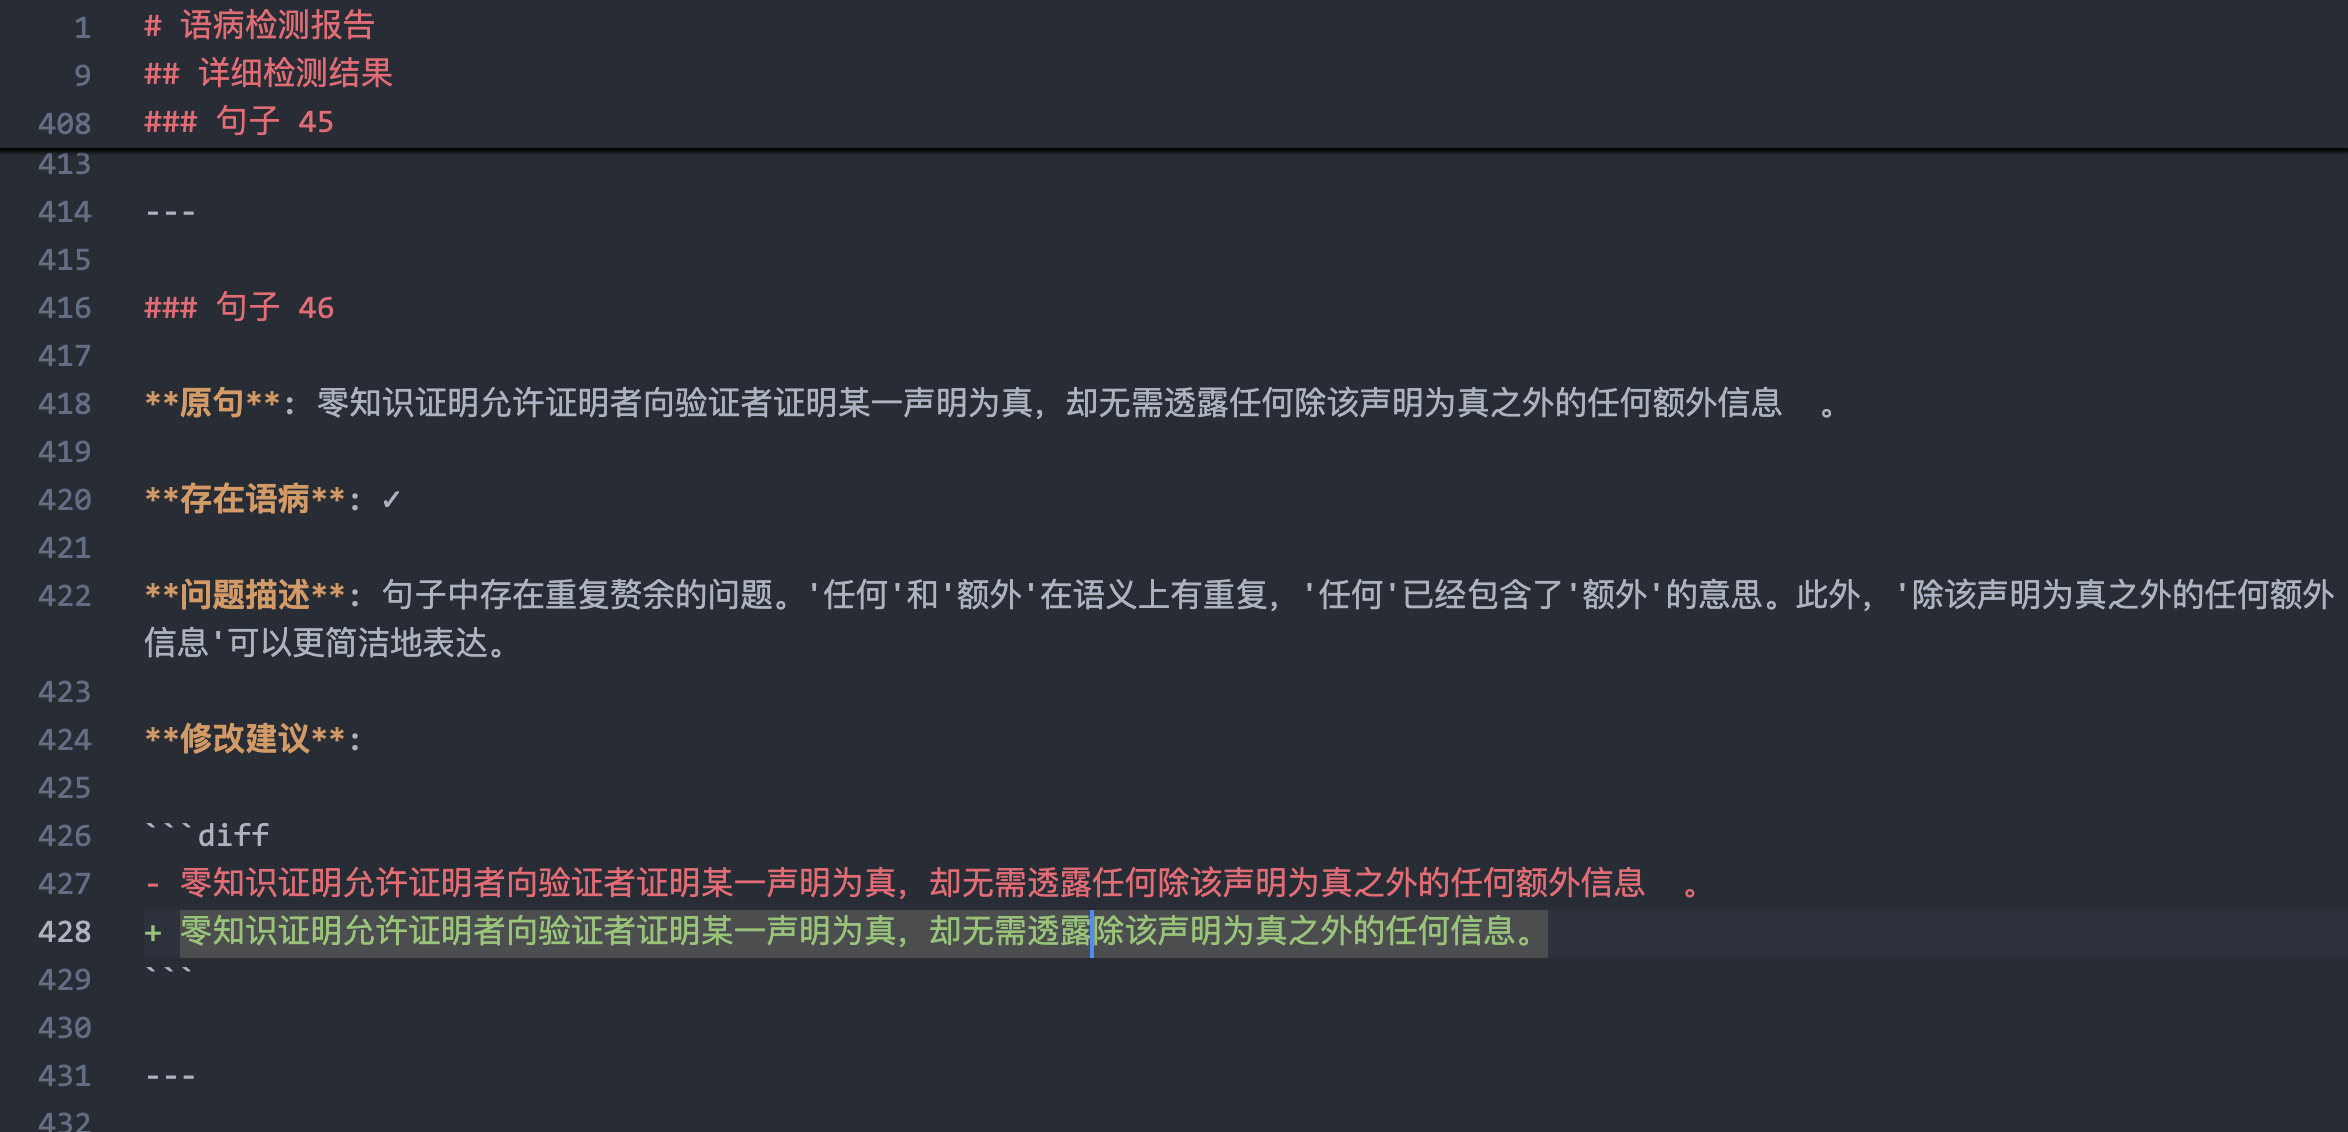 1 # 语病检测报告
9 ## 详细检测结果
408 ### 句子 45
413
414 ---
415
416 ### 句子 46
417
418 **原句**: 零知识证明允许证明者向验证者证明某一声明为真，却无需透露任何除该声明为真之外的任何额外信息  。
419
420 **存在语病**: ✓
421
422 **问题描述**: 句子中存在重复赘余的问题。'任何'和'额外'在语义上有重复，'任何'已经包含了'额外'的意思。此外，'除该声明为真之外的任何额外
信息'可以更简洁地表达。
423
424 **修改建议**:
425
426 ```diff
427 - 零知识证明允许证明者向验证者证明某一声明为真，却无需透露任何除该声明为真之外的任何额外信息  。
428 + 零知识证明允许证明者向验证者证明某一声明为真，却无需透露除该声明为真之外的任何信息。
429 ```
430
431 ---
432